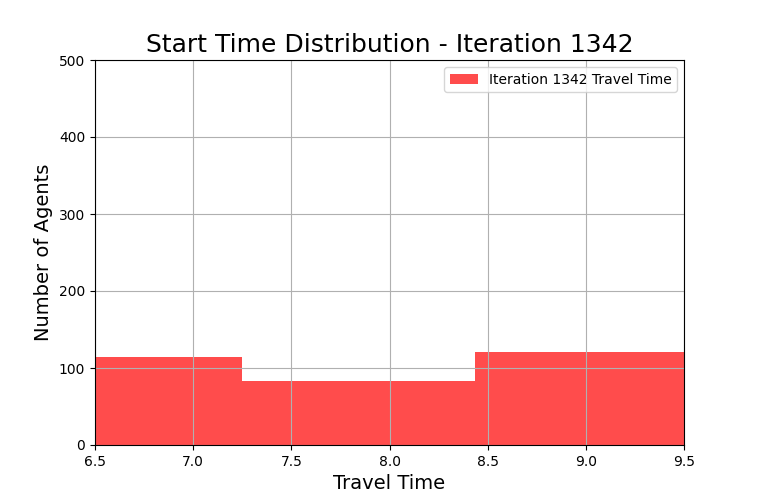 Start Time Distribution - Iteration 1342
500
Iteration 1342 Travel Time
400
300
200
100
0
Number of Agents
6.5 7.0 7.5 8.0 8.5 9.0 9.5
Travel Time